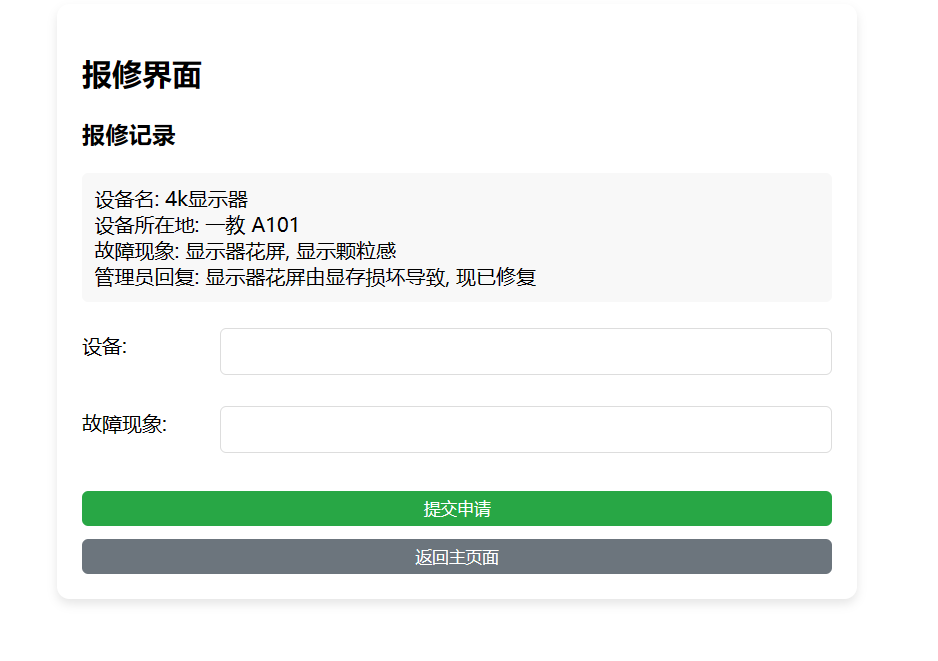 报修界面
报修记录
设备名: 4k显示器
设备所在地: 一教 A101
故障现象: 显示器花屏, 显示颗粒感
管理员回复: 显示器花屏由显存损坏导致, 现已修复
设备:
故障现象:
提交申请
返回主页面